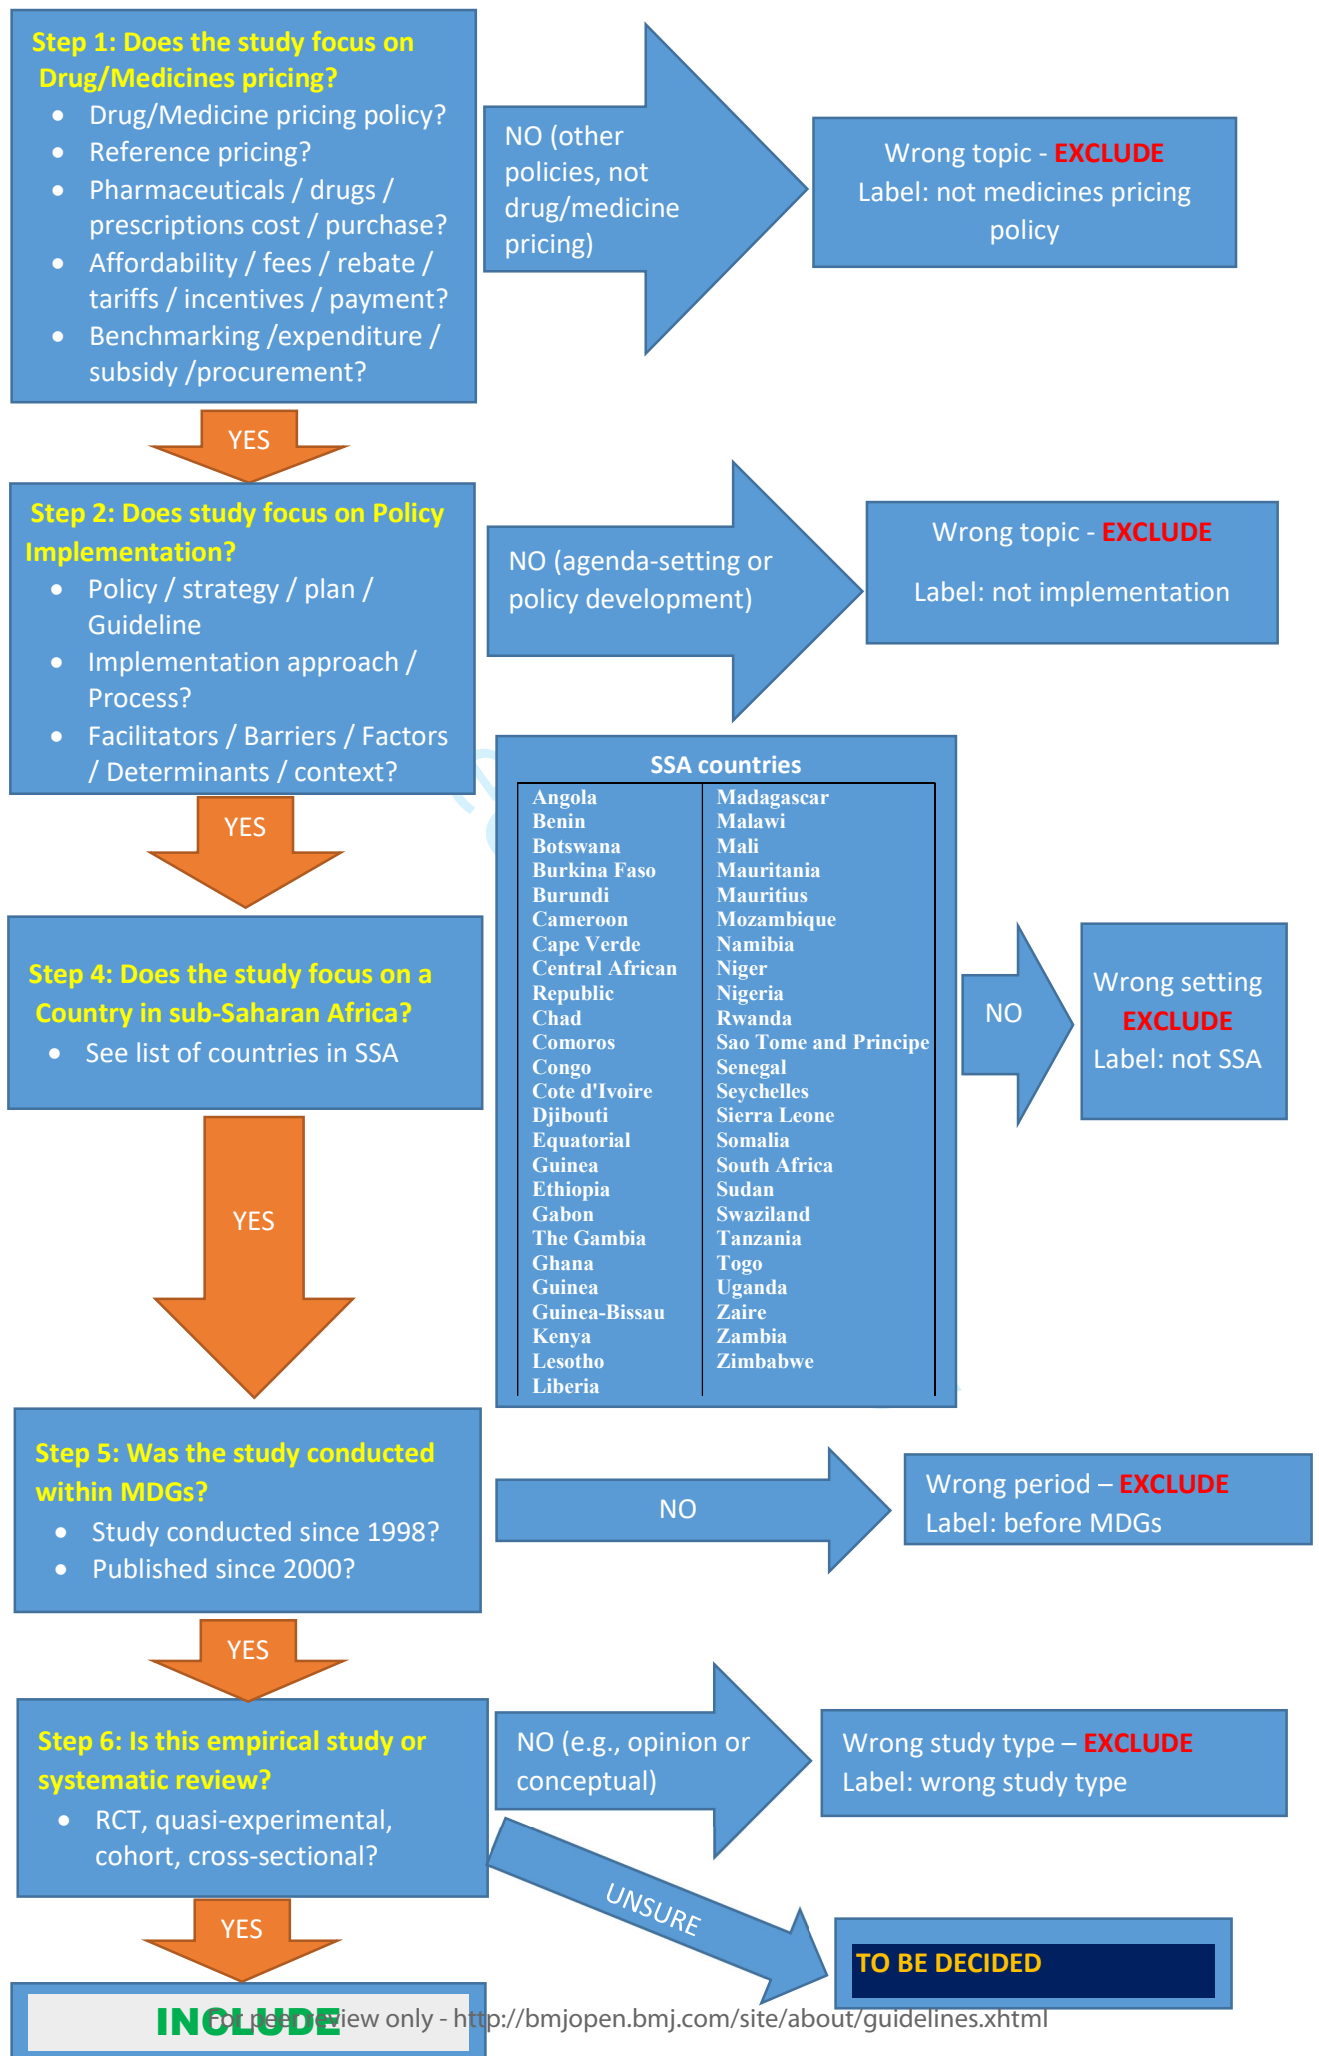 Step 1: Does the study focus on
Drug/Medicines pricing?
• Drug/Medicine pricing policy?
• Reference pricing?
• Pharmaceuticals / drugs /
prescriptions cost / purchase?
• Affordability / fees / rebate /
tariffs / incentives / payment?
• Benchmarking /expenditure /
subsidy /procurement?
NO (other
policies, not
drug/medicine
pricing)
Wrong topic - EXCLUDE
Label: not medicines pricing
policy
YES
Step 2: Does study focus on Policy
Implementation?
• Policy / strategy / plan /
Guideline
• Implementation approach /
Process?
• Facilitators / Barriers / Factors
/ Determinants / context?
NO (agenda-setting or
policy development)
Wrong topic - EXCLUDE
Label: not implementation
YES
Step 4: Does the study focus on a
Country in sub-Saharan Africa?
• See list of countries in SSA
SSA countries
Angola
Benin
Botswana
Burkina Faso
Burundi
Cameroon
Cape Verde
Central African
Republic
Chad
Comoros
Congo
Cote d'Ivoire
Djibouti
Equatorial
Guinea
Ethiopia
Gabon
The Gambia
Ghana
Guinea
Guinea-Bissau
Kenya
Lesotho
Liberia
Madagascar
Malawi
Mali
Mauritania
Mauritius
Mozambique
Namibia
Niger
Nigeria
Rwanda
Sao Tome and Principe
Senegal
Seychelles
Sierra Leone
Somalia
South Africa
Sudan
Swaziland
Tanzania
Togo
Uganda
Zaire
Zambia
Zimbabwe
NO
Wrong setting
EXCLUDE
Label: not SSA
YES
Step 5: Was the study conducted
within MDGs?
• Study conducted since 1998?
• Published since 2000?
NO
Wrong period – EXCLUDE
Label: before MDGs
YES
Step 6: Is this empirical study or
systematic review?
• RCT, quasi-experimental,
cohort, cross-sectional?
NO (e.g., opinion or
conceptual)
Wrong study type – EXCLUDE
Label: wrong study type
UNSURE
TO BE DECIDED
YES
INCLUDE
For peer review only - http://bmjopen.bmj.com/site/about/guidelines.xhtml